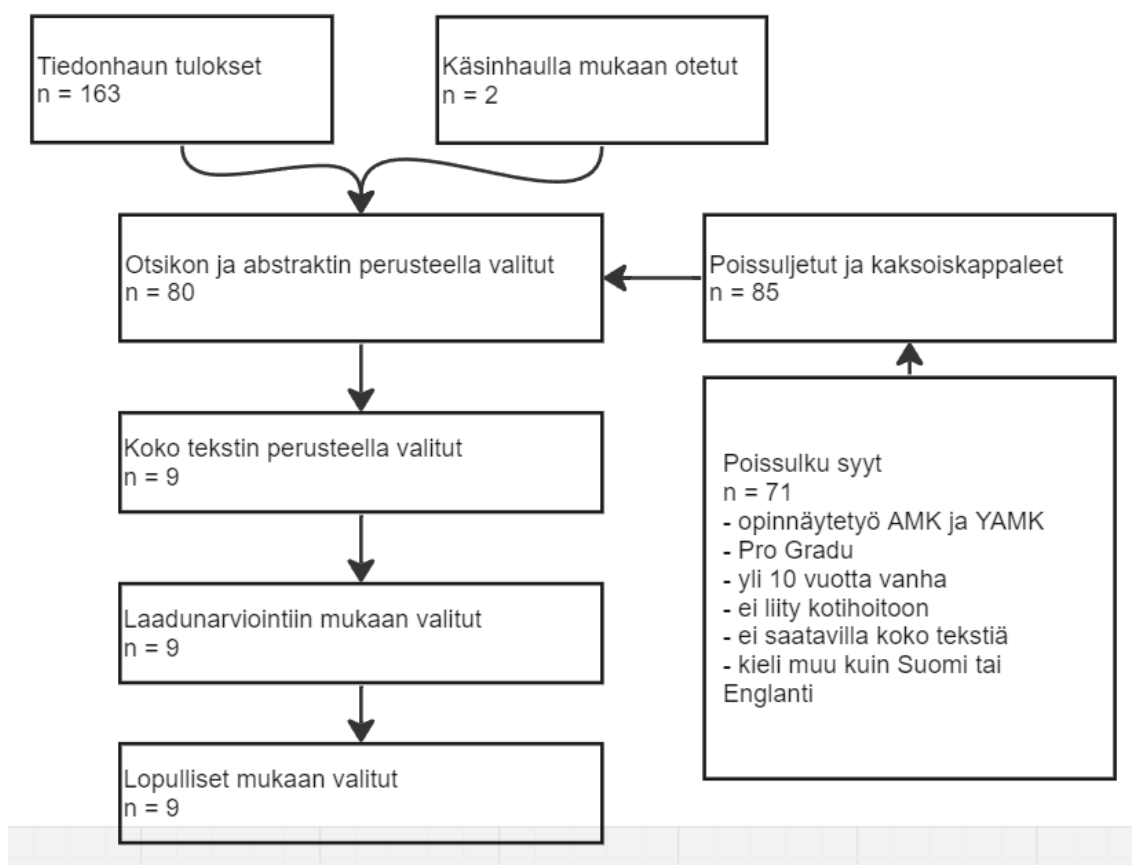 Tiedonhaun tulokset
n = 163
Käsinhaulla mukaan otetut
n = 2
Otsikon ja abstraktin perusteella valitut
n = 80
Poissuljetut ja kaksoiskappaleet
n = 85
Koko tekstin perusteella valitut
n = 9
Poissulku syyt
n = 71
- opinnäytetyö AMK ja YAMK
- Pro Gradu
- yli 10 vuotta vanha
- ei liity kotihoitoon
- ei saatavilla koko tekstiä
- kieli muu kuin Suomi tai
Englanti
Laadunarviointiin mukaan valitut
n = 9
Lopulliset mukaan valitut
n = 9